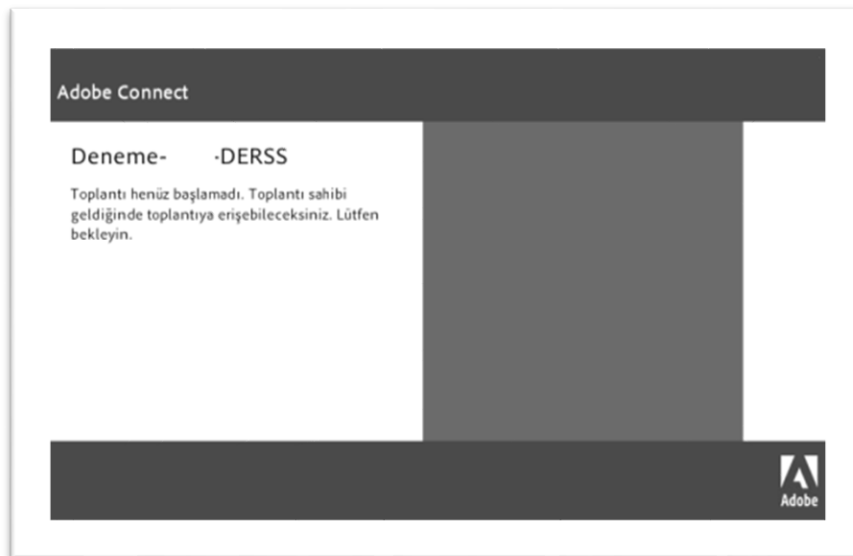 Adobe Connect
Deneme- -DERSS
Toplantı henüz başlamadı. Toplantı sahibi
geldiğinde toplantıya erişebileceksiniz. Lütfen
bekleyin.
Adobe